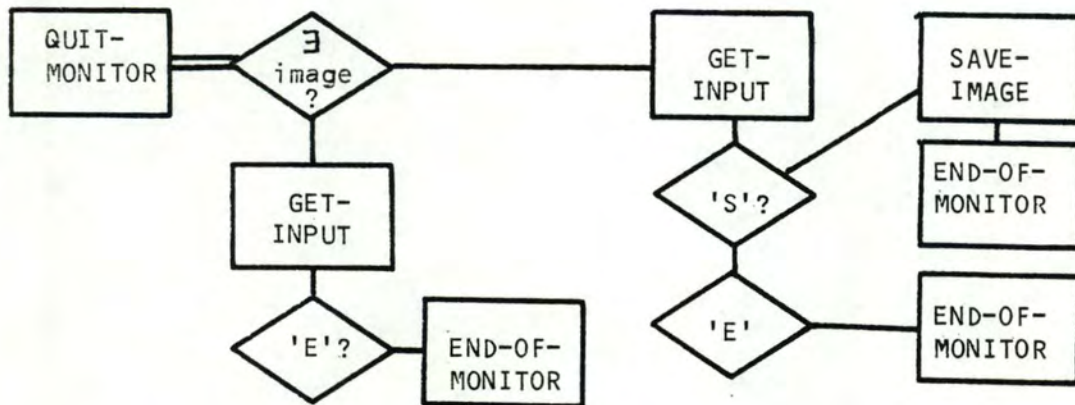 QUIT-
MONITOR
∃
image
?
GET-
INPUT
SAVE-
IMAGE
'S'?
END-OF-
MONITOR
GET-
INPUT
'E'?
END-OF-
MONITOR
'E'
END-OF-
MONITOR